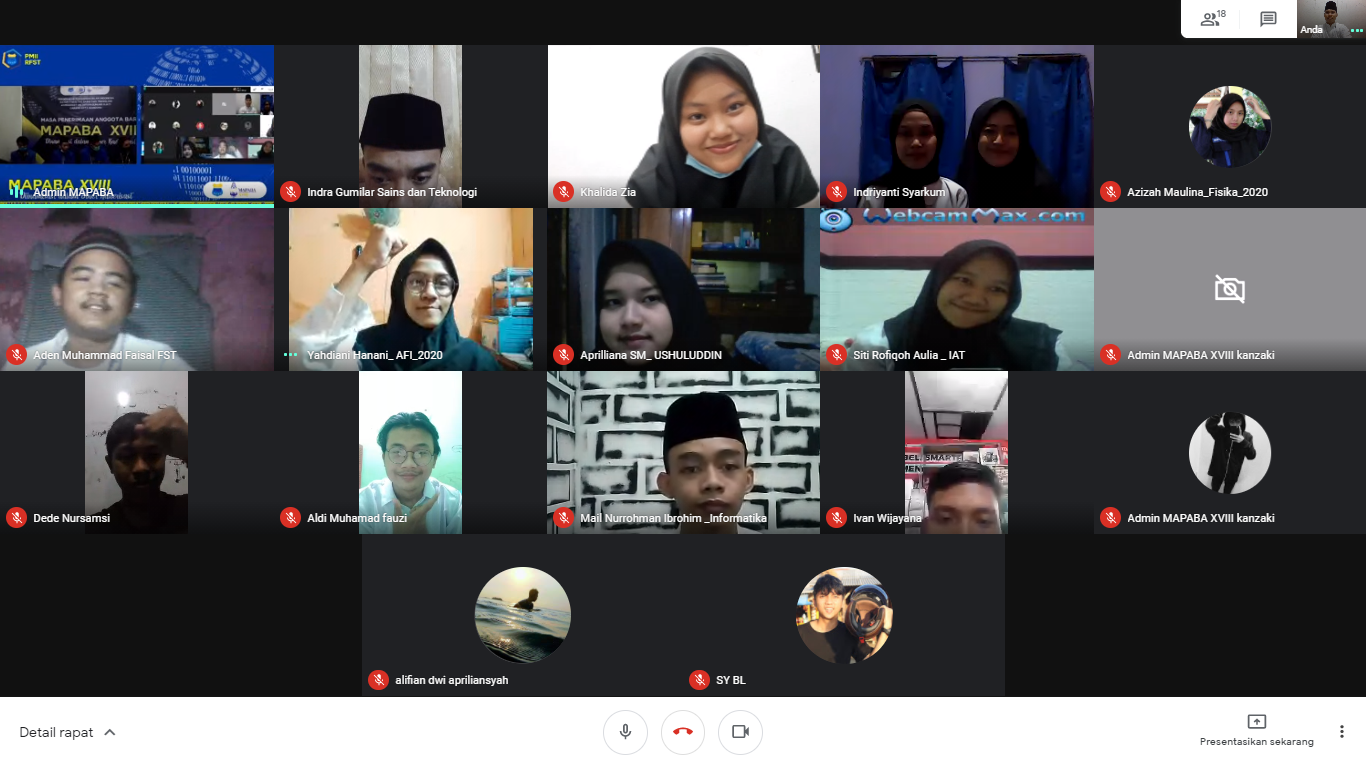 18
Anda
PMII
RFST
MASA PENERIMAAN ANGGOTA BAR
MAPABA XVII
MAPABA XVIII
Admin MAPABA
Indra Gumilar Sains dan Teknologi
Khalida Zia
Indriyanti Syarkum
Azizah Maulina_Fisika_2020
Aden Muhammad Faisal FST
Yahdiani Hanani_ AFI_2020
Aprilliana SM_ USHULUDDIN
WebcamMax.com
Siti Rofiqoh Aulia _ IAT
Admin MAPABA XVIII kanzaki
Dede Nursamsi
Aldi Muhamad fauzi
Mail Nurrohman Ibrohim _Informatika
Ivan Wijayana
Admin MAPABA XVIII kanzaki
alifian dwi apriliansyah
SY BL
Detail rapat
Presentasikan sekarang